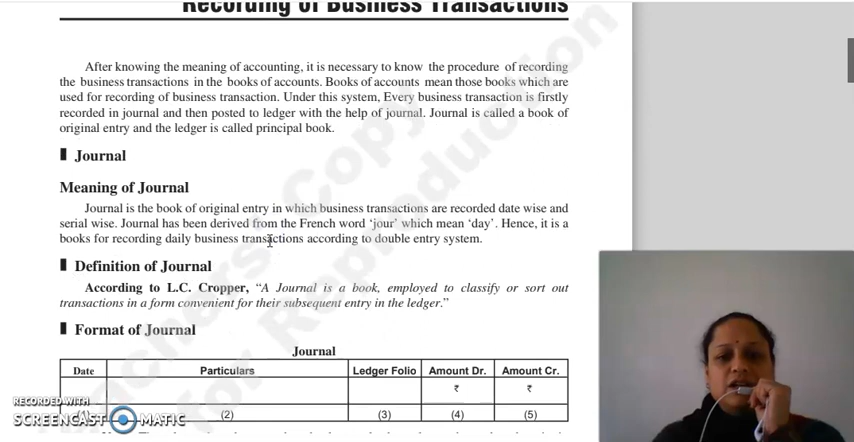 Recording of Business Transactions
After knowing the meaning of accounting, it is necessary to know the procedure of recording
the business transactions in the books of accounts. Books of accounts mean those books which are
used for recording of business transaction. Under this system, Every business transaction is firstly
recorded in journal and then posted to ledger with the help of journal. Journal is called a book of
original entry and the ledger is called principal book.
Journal
Meaning of Journal
Journal is the book of original entry in which business transactions are recorded date wise and
serial wise. Journal has been derived from the French word ‘jour’ which mean ‘day’. Hence, it is a
books for recording daily business transactions according to double entry system.
Definition of Journal
According to L.C. Cropper, “A Journal is a book, employed to classify or sort out
transactions in a form convenient for their subsequent entry in the ledger.”
Format of Journal
Journal
Date Particulars Ledger Folio Amount Dr. Amount Cr.
₹ ₹
(2) (3) (4) (5)
RECORDED WITH
SCREENCAST MATIC
Teachers' Copy
for Reproduction